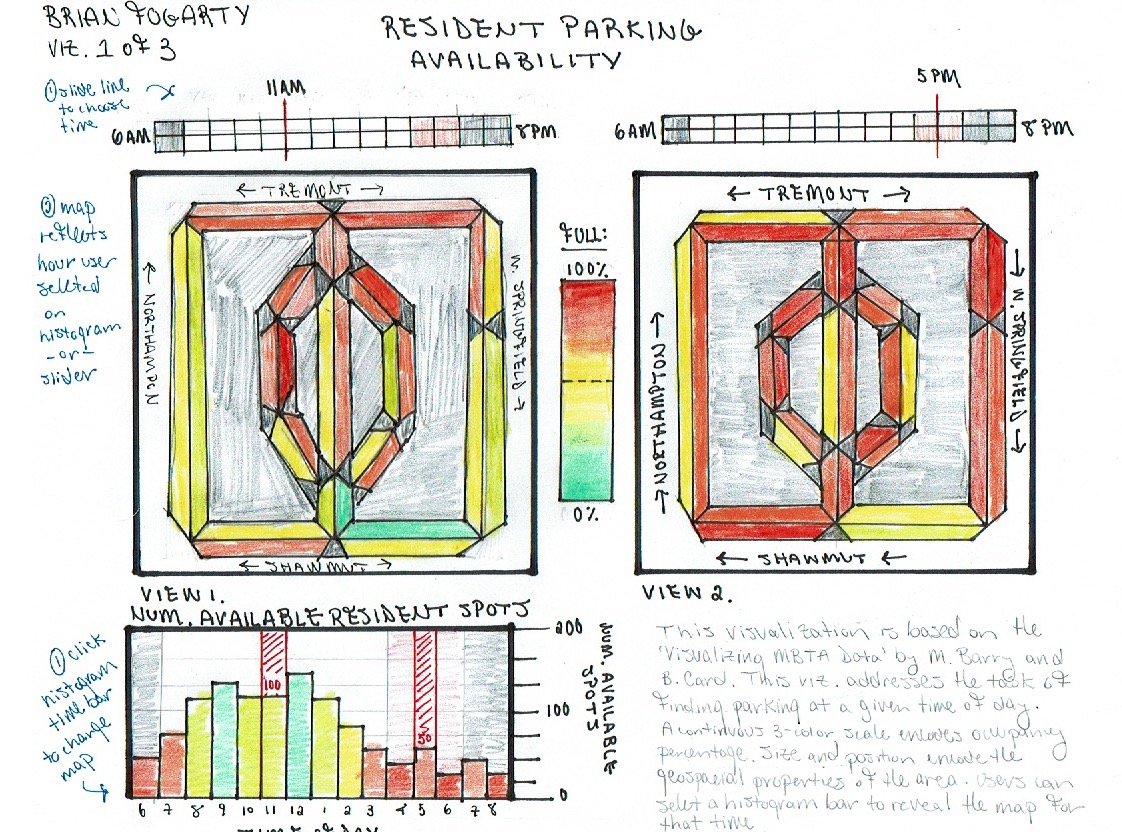 BRIAN FOGARTY
VIZ. 1 of 3
RESIDENT PARKING
AVAILABILITY
① slide line
to choose
time
11AM
6AM
8PM
5PM
6AM
8PM
② map
reflects
hour user
selcted
on
histogram
-or-
slider
← TREMONT →
← NORTHAMPTON
W. SPRINGFIELD →
← SHAWMUT →
FULL:
100%
0%
← TREMONT →
← NORTHAMPTON →
← W. SPRINGFIELD →
← SHAWMUT ←
VIEW 1.
VIEW 2.
NUM. AVAILABLE RESIDENT SPOTS
① click
histogram
time bar
to change
map
100
50
200
100
0
NUM. AVAILABLE
SPOTS
6 7 8 9 10 11 12 1 2 3 4 5 6 7 8
This visualization is based on the
'Visualizing MBTA Data' by M. Barry and
B. Card. This viz. addresses the task of
finding parking at a given time of day.
A continuous 3-color scale encodes occupancy
percentage. Size and position encode the
geospacial properties of the area. Users can
selct a histogram bar to reveal the map for
that time.